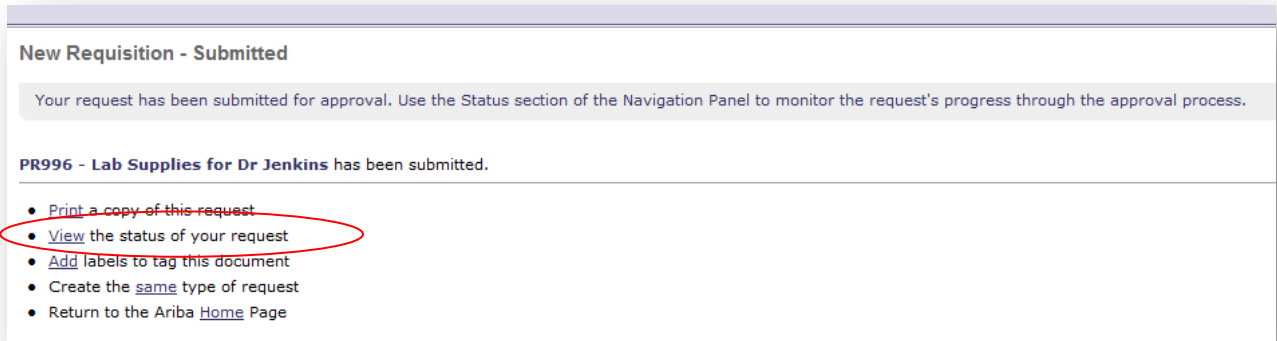 New Requisition - Submitted
Your request has been submitted for approval. Use the Status section of the Navigation Panel to monitor the request's progress through the approval process.
PR996 - Lab Supplies for Dr Jenkins has been submitted.
• Print a copy of this request
• View the status of your request
• Add labels to tag this document
• Create the same type of request
• Return to the Ariba Home Page